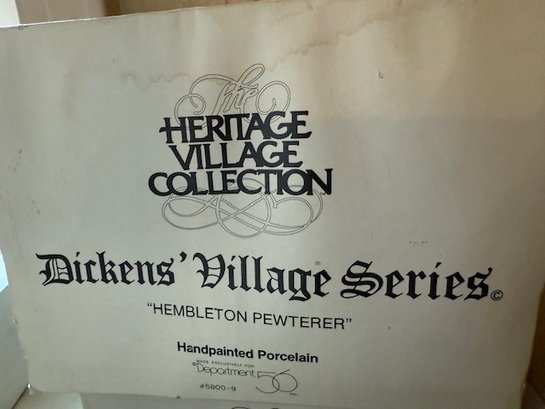 The
HERITAGE
VILLAGE
COLLECTION
Dickens' Village Series©
"HEMBLETON PEWTERER"
Handpainted Porcelain
MADE EXCLUSIVELY FOR
Department 56
#5800-9